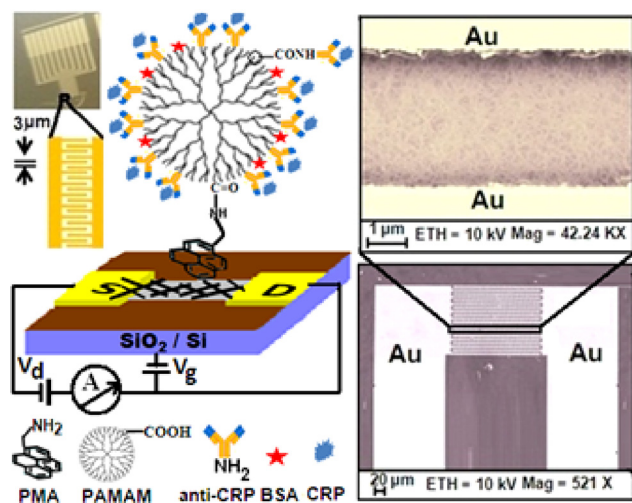 3μm
CONH
C=O
NH
S
D
SiO2 / Si
Vd
A
Vg
NH2
COOH
NH2
PMA
PAMAM
anti-CRP
BSA
CRP
Au
Au
1 μm
ETH = 10 kV Mag = 42.24 KX
Au
Au
20 μm
ETH = 10 kV Mag = 521 X